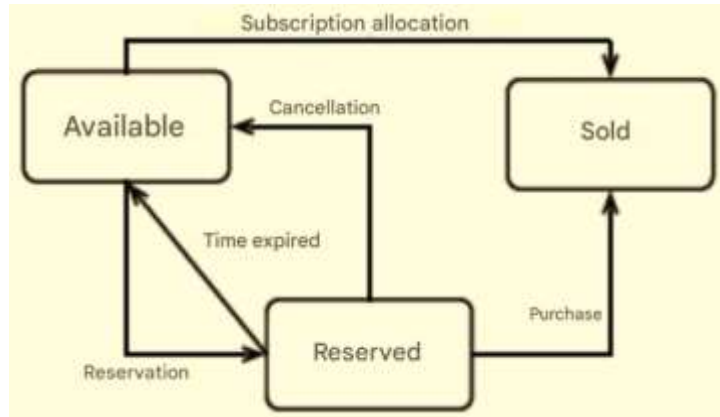 Subscription allocation
Available
Cancellation
Sold
Time expired
Purchase
Reserved
Reservation